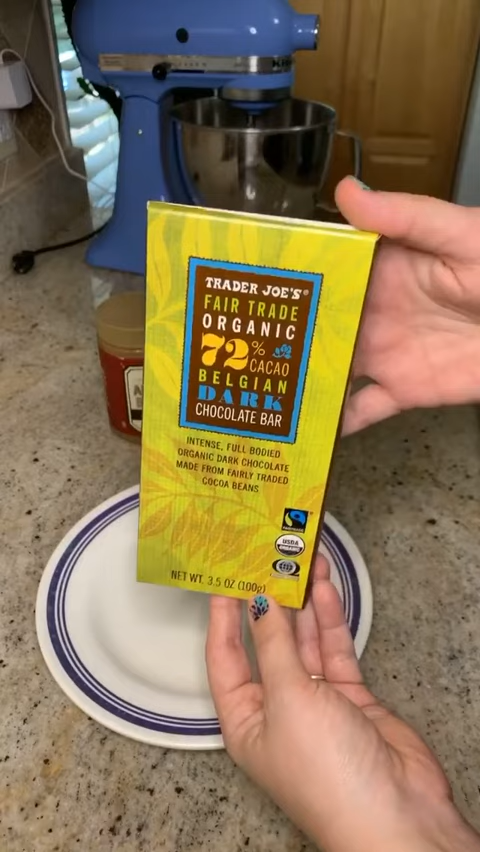 TRADER JOE'S®
FAIR TRADE
ORGANIC
72%
CACAO
BELGIAN
DARK
CHOCOLATE BAR
INTENSE, FULL BODIED
ORGANIC DARK CHOCOLATE
MADE FROM FAIRLY TRADED
COCOA BEANS
USDA
ORGANIC
NET WT. 3.5 OZ (100g)